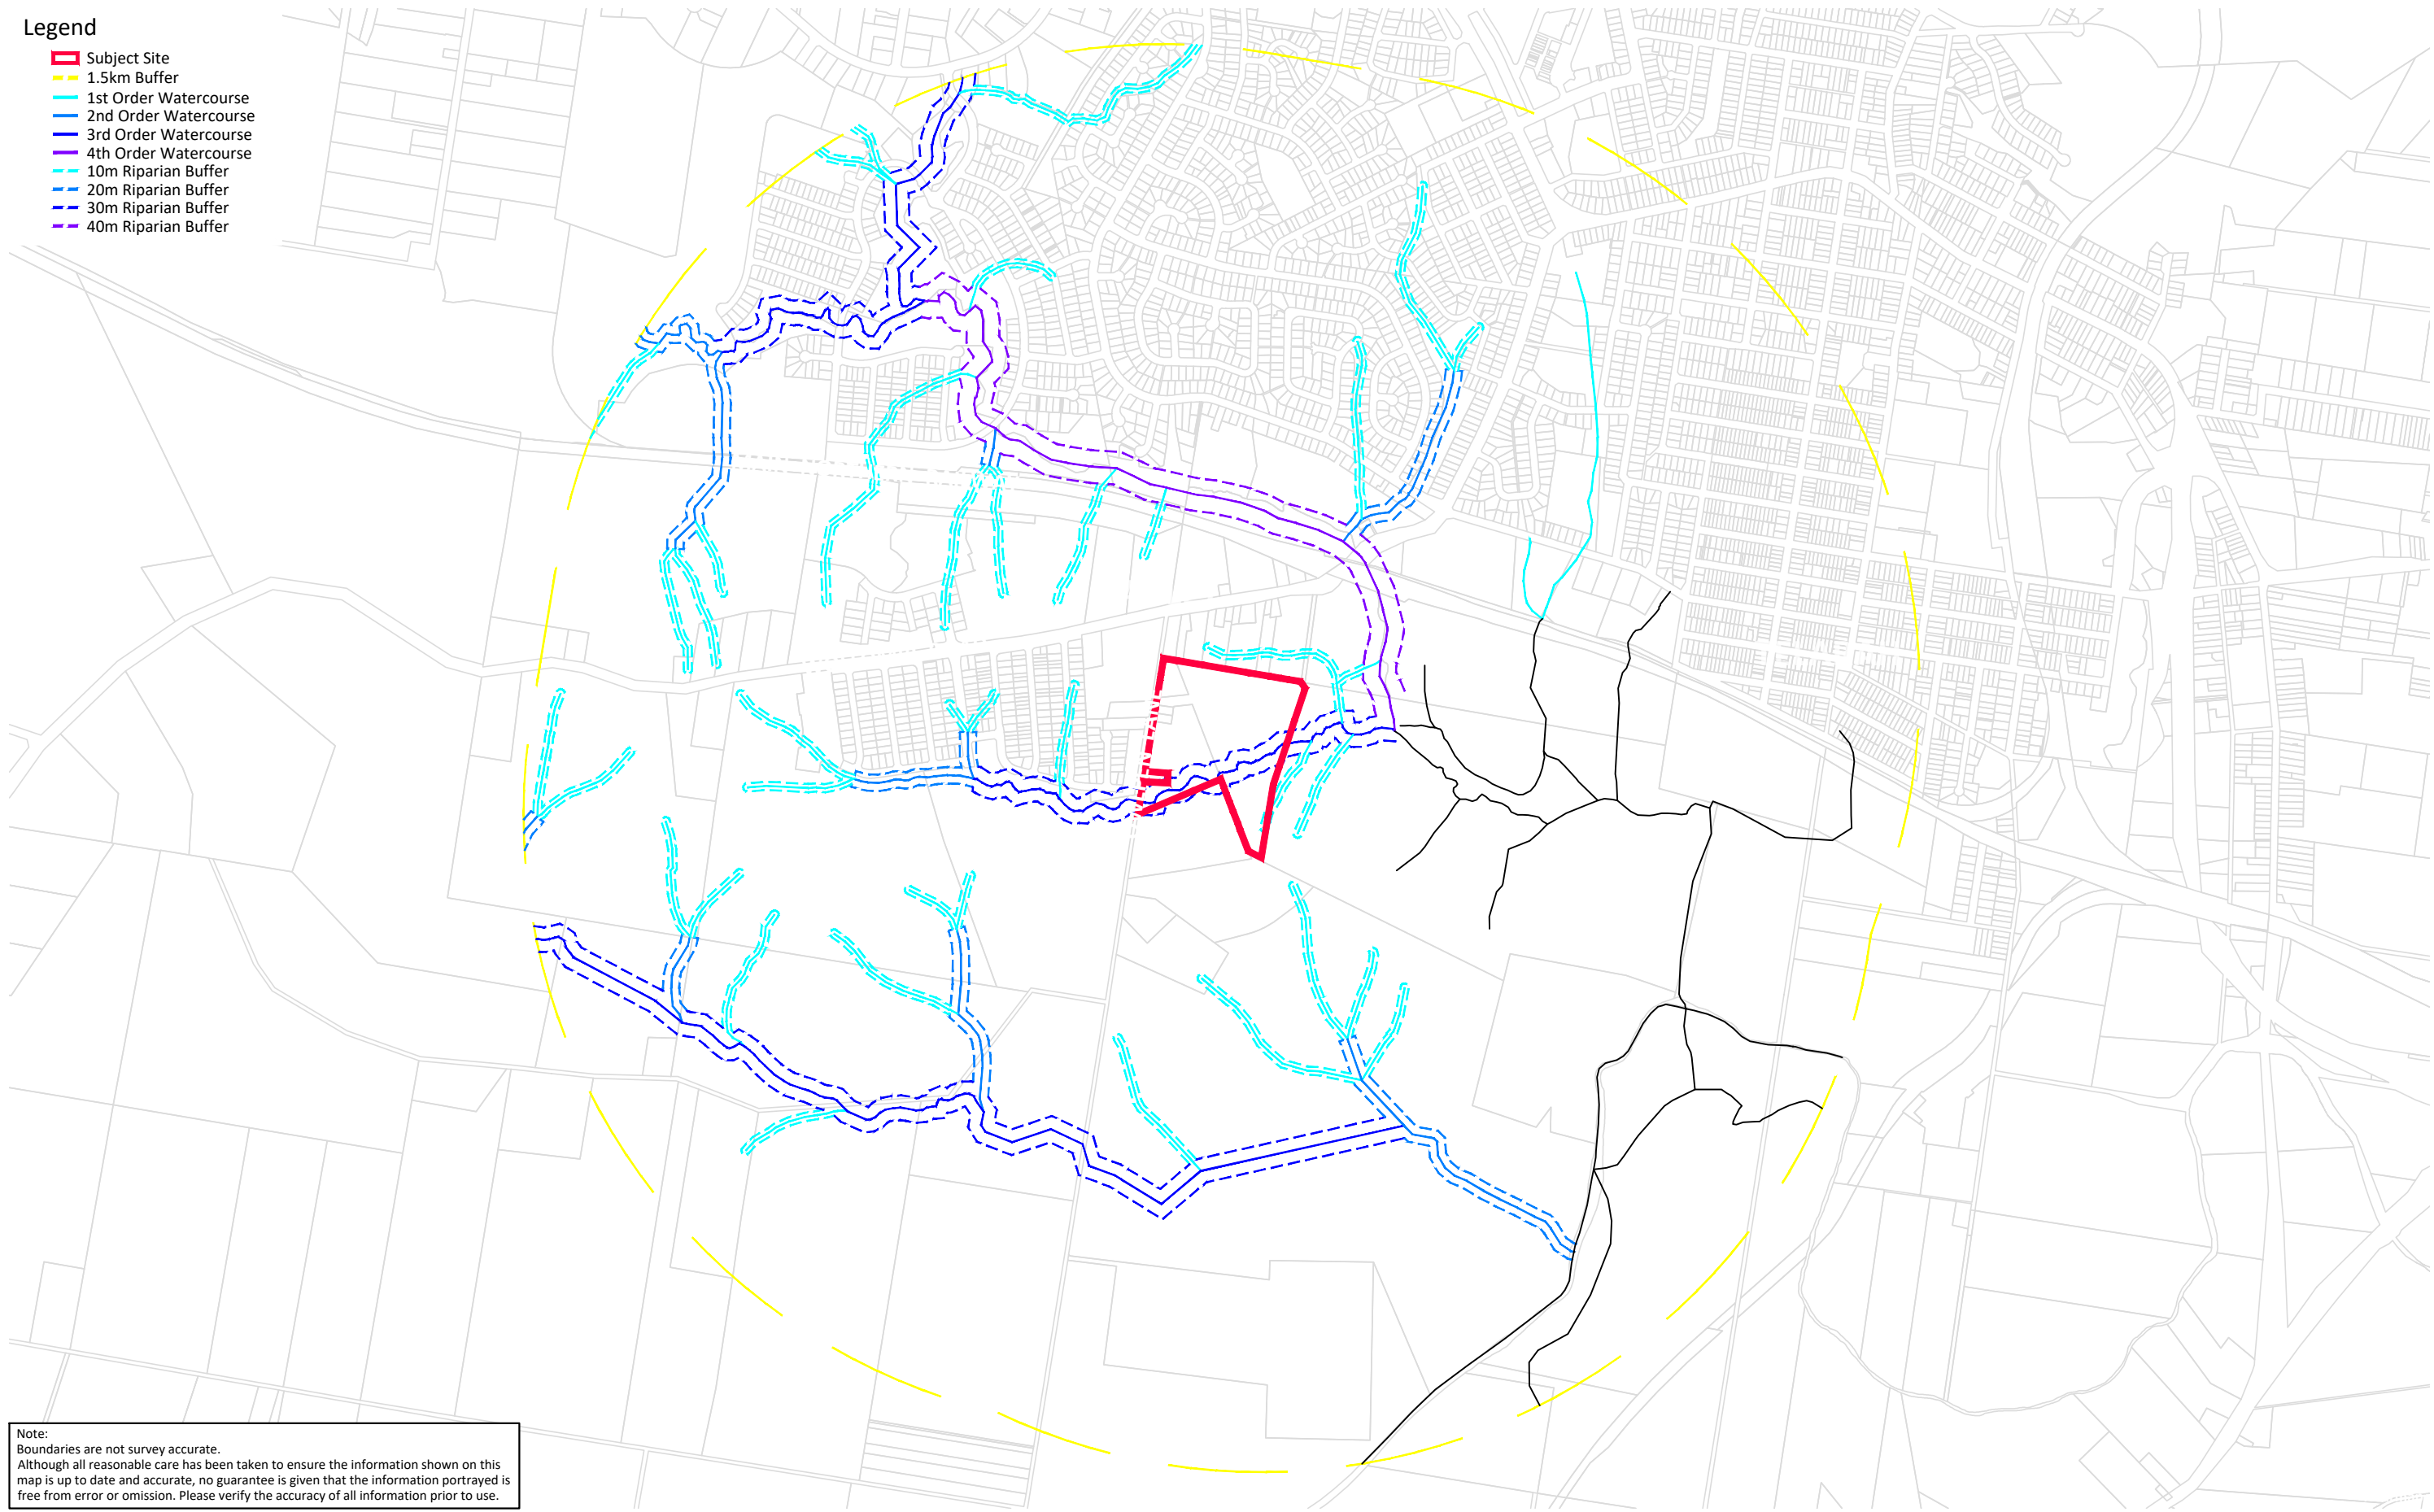 Legend
Subject Site
1.5km Buffer
1st Order Watercourse
2nd Order Watercourse
3rd Order Watercourse
4th Order Watercourse
10m Riparian Buffer
20m Riparian Buffer
30m Riparian Buffer
40m Riparian Buffer
Note:
Boundaries are not survey accurate.
Although all reasonable care has been taken to ensure the information shown on this
map is up to date and accurate, no guarantee is given that the information portrayed is
free from error or omission. Please verify the accuracy of all information prior to use.